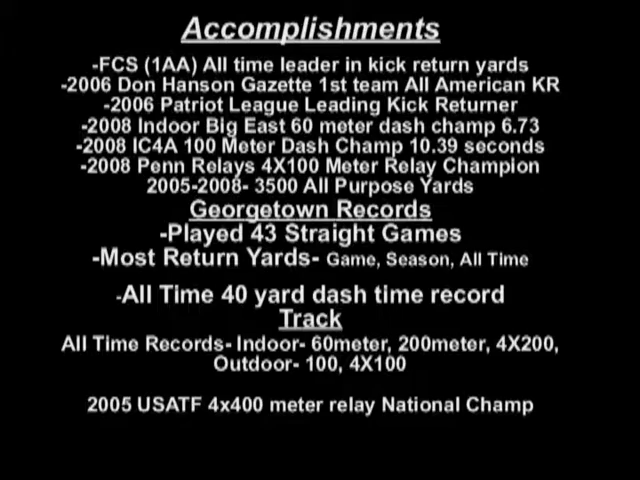 Accomplishments
-FCS (1AA) All time leader in kick return yards
-2006 Don Hanson Gazette 1st team All American KR
-2006 Patriot League Leading Kick Returner
-2008 Indoor Big East 60 meter dash champ 6.73
-2008 IC4A 100 Meter Dash Champ 10.39 seconds
-2008 Penn Relays 4X100 Meter Relay Champion
2005-2008- 3500 All Purpose Yards
Georgetown Records
-Played 43 Straight Games
-Most Return Yards- Game, Season, All Time
-All Time 40 yard dash time record
Track
All Time Records- Indoor- 60meter, 200meter, 4X200,
Outdoor- 100, 4X100
2005 USATF 4x400 meter relay National Champ